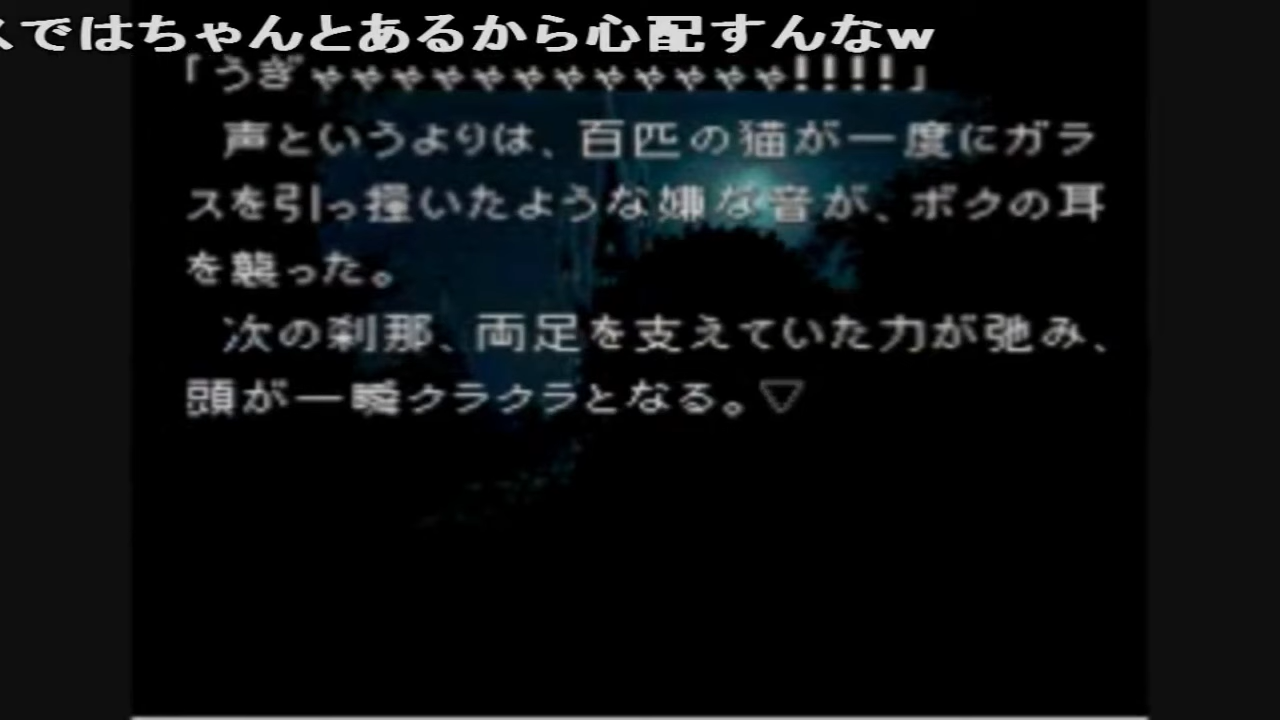 スではちゃんとあるから心配すんなw
「うぎゃゃゃゃゃゃゃゃゃゃゃゃ!!!!」
声というよりは、百匹の猫が一度にガラ
スを引っ掻いたような嫌な音が、ボクの耳
を襲った。
次の刹那、両足を支えていた力が弛み、
頭が一瞬クラクラとなる。▽